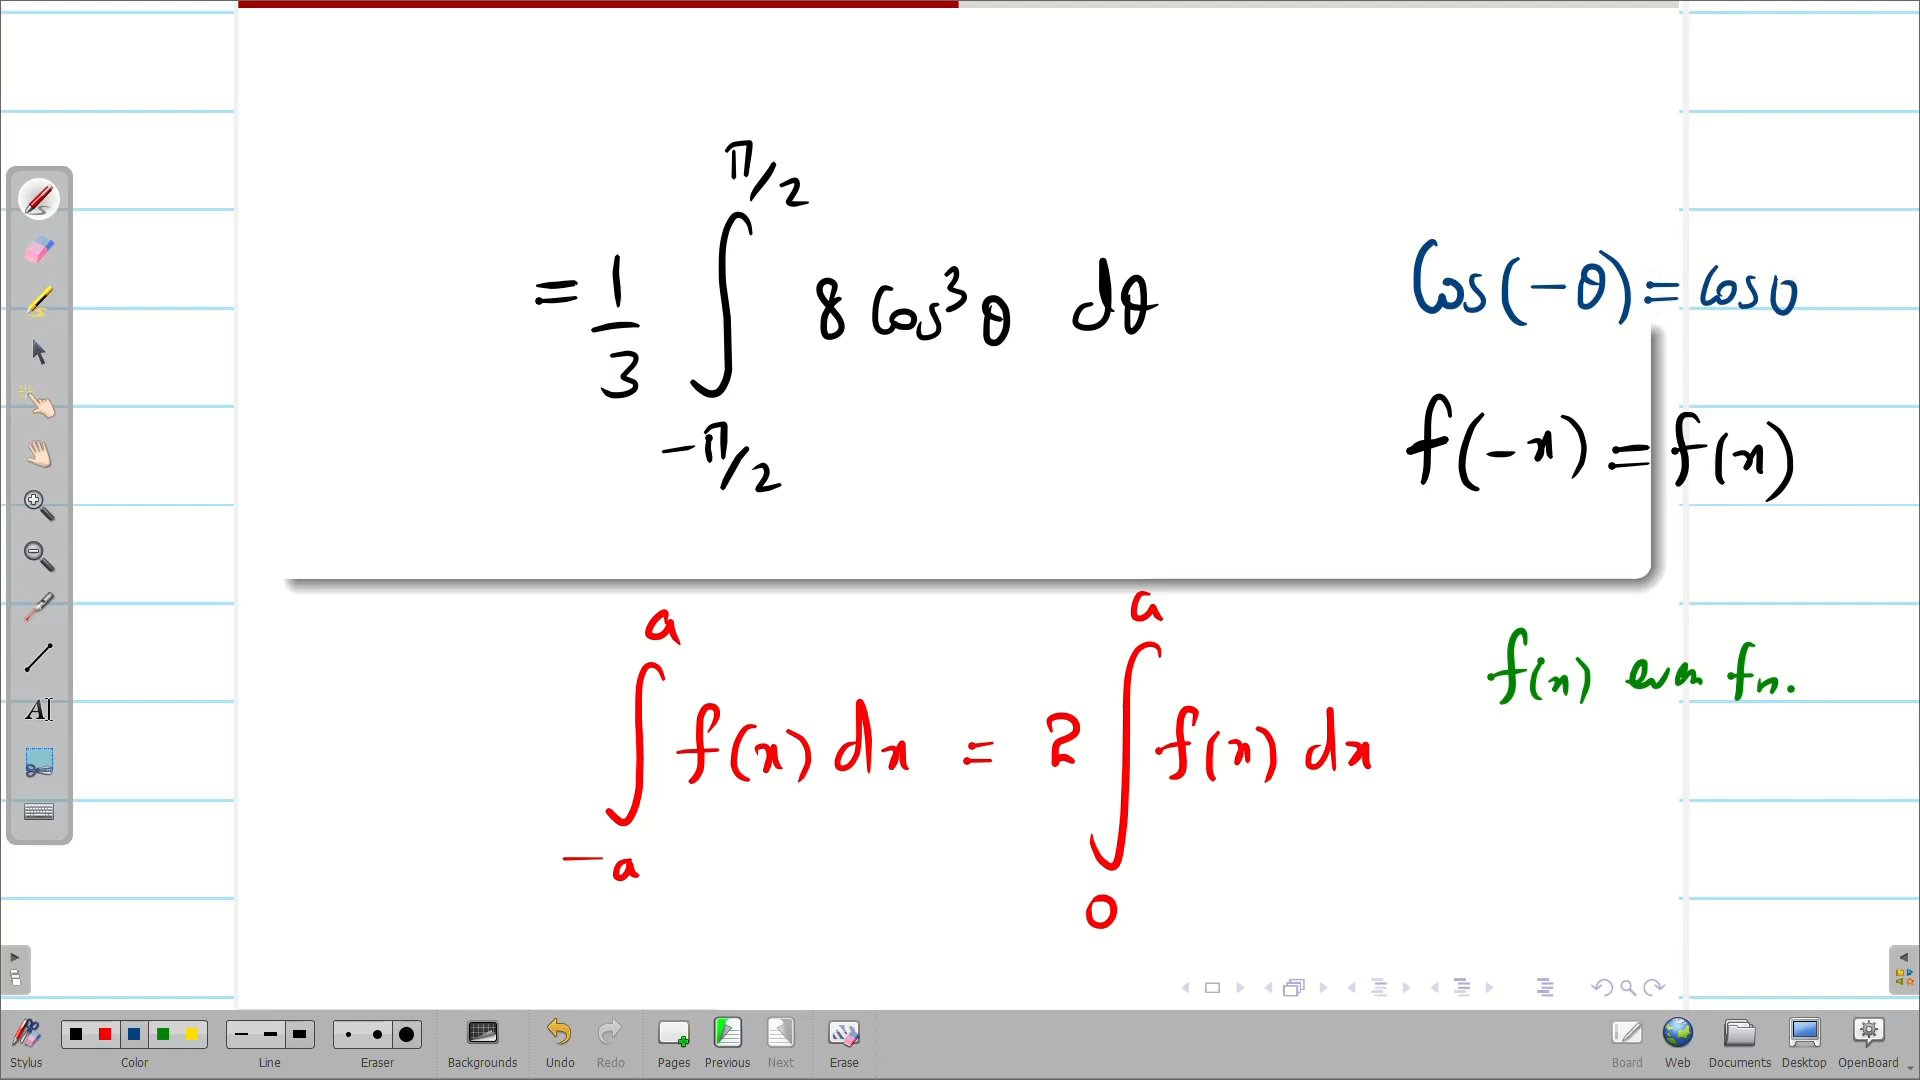 = 1/3 ∫_{-π/2}^{π/2} 8 Cos³θ dθ
Cos(-θ) = Cosθ
f(-x) = f(x)
∫_{-a}^{a} f(x) dx = 2 ∫_{0}^{a} f(x) dx
f(x) even fn.
Stylus Color Line Eraser Backgrounds Undo Redo Pages Previous Next Erase Board Web Documents Desktop OpenBoard